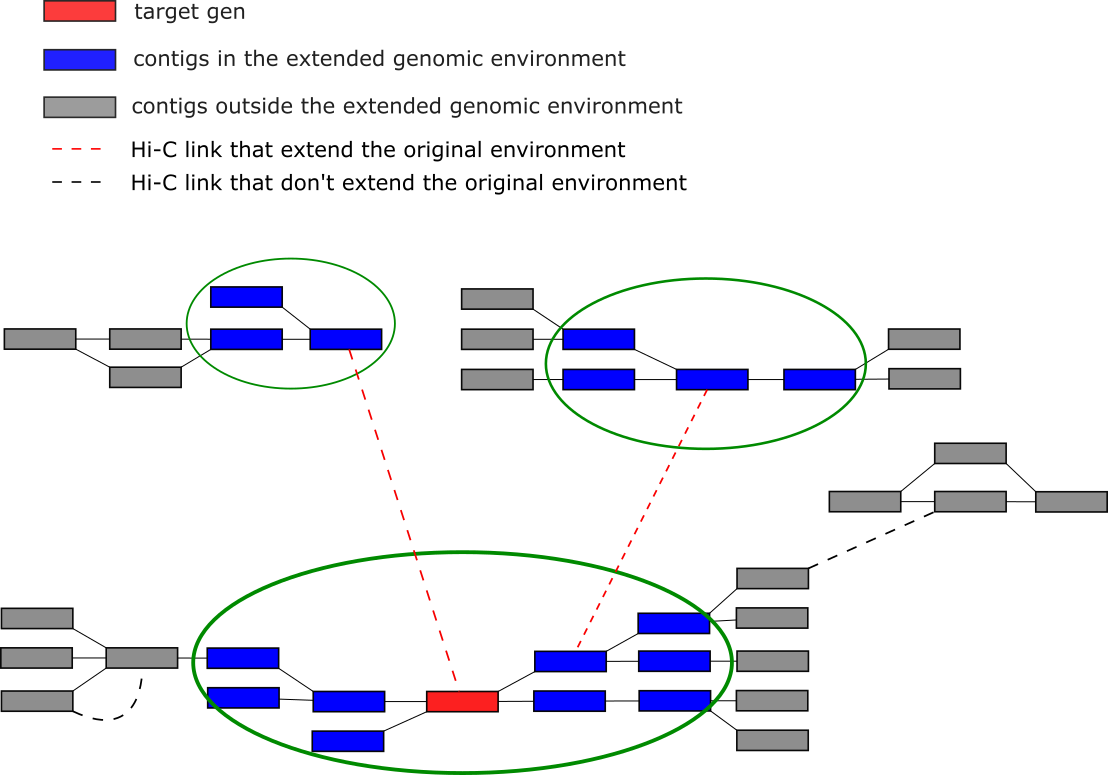 target gen
contigs in the extended genomic environment
contigs outside the extended genomic environment
Hi-C link that extend the original environment
Hi-C link that don't extend the original environment